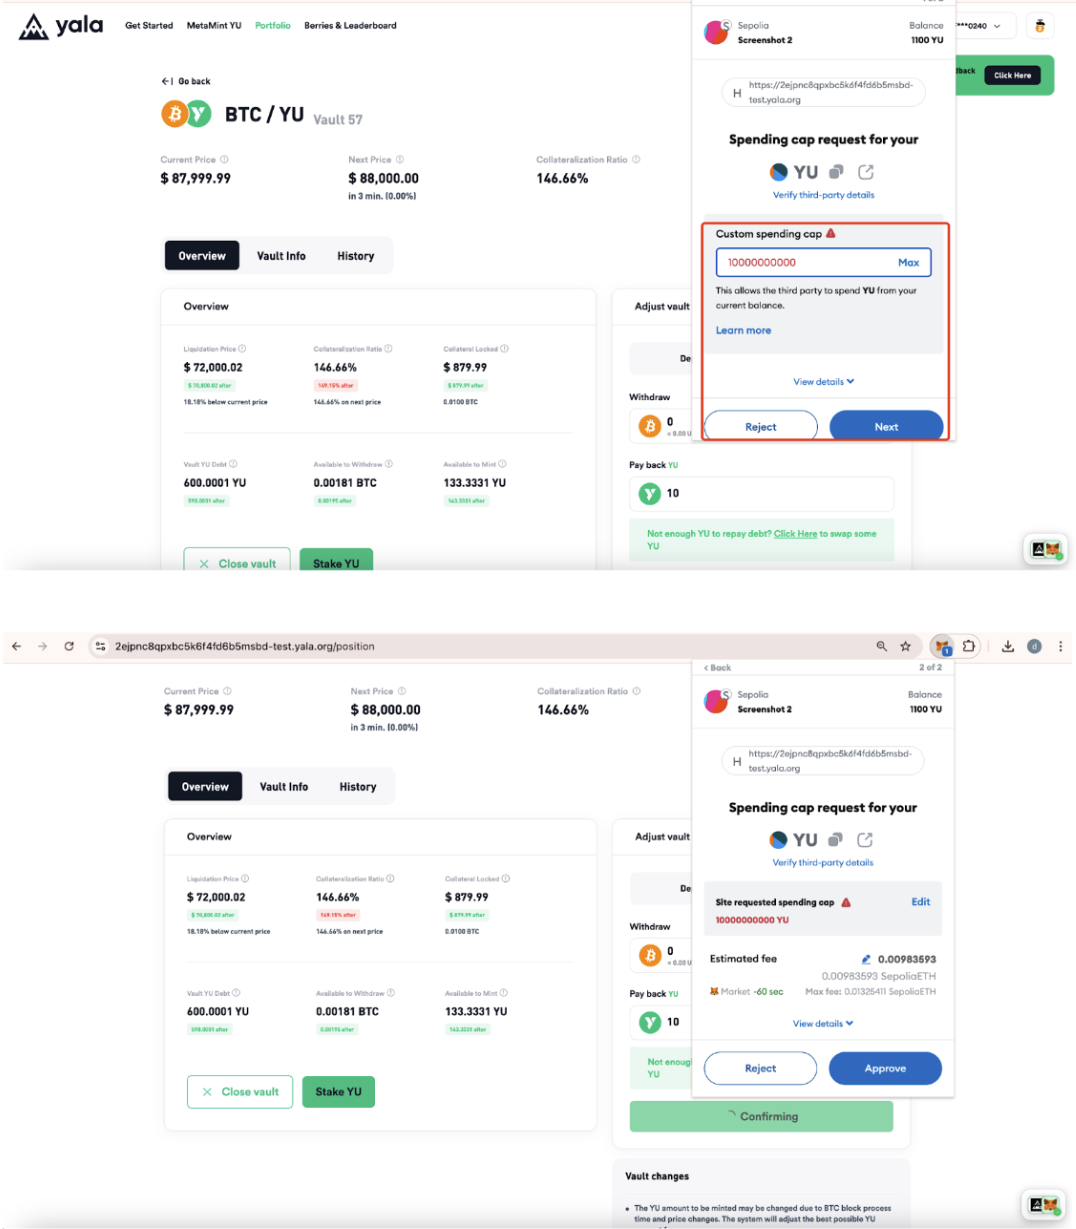 yala
Get Started MetaMint YU Portfolio Berries & Leaderboard
Sepolia Balance
Screenshot 2 1100 YU
****0240
Click Here
←| Go back
H https://2ejpnc8qpxbc5k6f4fd6b5msbd-
test.yala.org
BTC / YU Vault 57
Spending cap request for your
YU
Verify third-party details
Current Price Next Price Collateralization Ratio
$ 87,999.99 $ 88,000.00 146.66%
in 3 min. (0.00%)
Custom spending cap
10000000000 Max
This allows the third party to spend YU from your
current balance.
Learn more
View details
Reject Next
Overview Vault Info History
Overview Adjust vault
Liquidation Price Collateralization Ratio Collateral Locked
$ 72,000.02 146.66% $ 879.99
$ 70,800.02 after 149.15% after $ 879.99 after
18.18% below current price 146.66% on next price 0.0100 BTC
De
Withdraw
0
≈ 0.00 U
Vault YU Debt Available to Withdraw Available to Mint
600.0001 YU 0.00181 BTC 133.3331 YU
590.0001 after 0.00195 after 143.3331 after
Pay back YU
10
Not enough YU to repay debt? Click Here to swap some
YU
Close vault Stake YU
2ejpnc8qpxbc5k6f4fd6b5msbd-test.yala.org/position
1
d
< Back 2 of 2
Sepolia Balance
Screenshot 2 1100 YU
H https://2ejpnc8qpxbc5k6f4fd6b5msbd-
test.yala.org
Current Price Next Price Collateralization Ratio
$ 87,999.99 $ 88,000.00 146.66%
in 3 min. (0.00%)
Spending cap request for your
YU
Verify third-party details
Site requested spending cap Edit
10000000000 YU
Estimated fee 0.00983593
0.00983593 SepoliaETH
Market ~60 sec Max fee: 0.01325411 SepoliaETH
View details
Reject Approve
Overview Vault Info History
Overview Adjust vault
Liquidation Price Collateralization Ratio Collateral Locked
$ 72,000.02 146.66% $ 879.99
$ 70,800.02 after 149.15% after $ 879.99 after
18.18% below current price 146.66% on next price 0.0100 BTC
De
Withdraw
0
≈ 0.00 U
Vault YU Debt Available to Withdraw Available to Mint
600.0001 YU 0.00181 BTC 133.3331 YU
590.0001 after 0.00195 after 143.3331 after
Pay back YU
10
Not enoug
YU
Close vault Stake YU
Confirming
Vault changes
• The YU amount to be minted may be changed due to BTC block process
time and price changes. The system will adjust the best possible YU